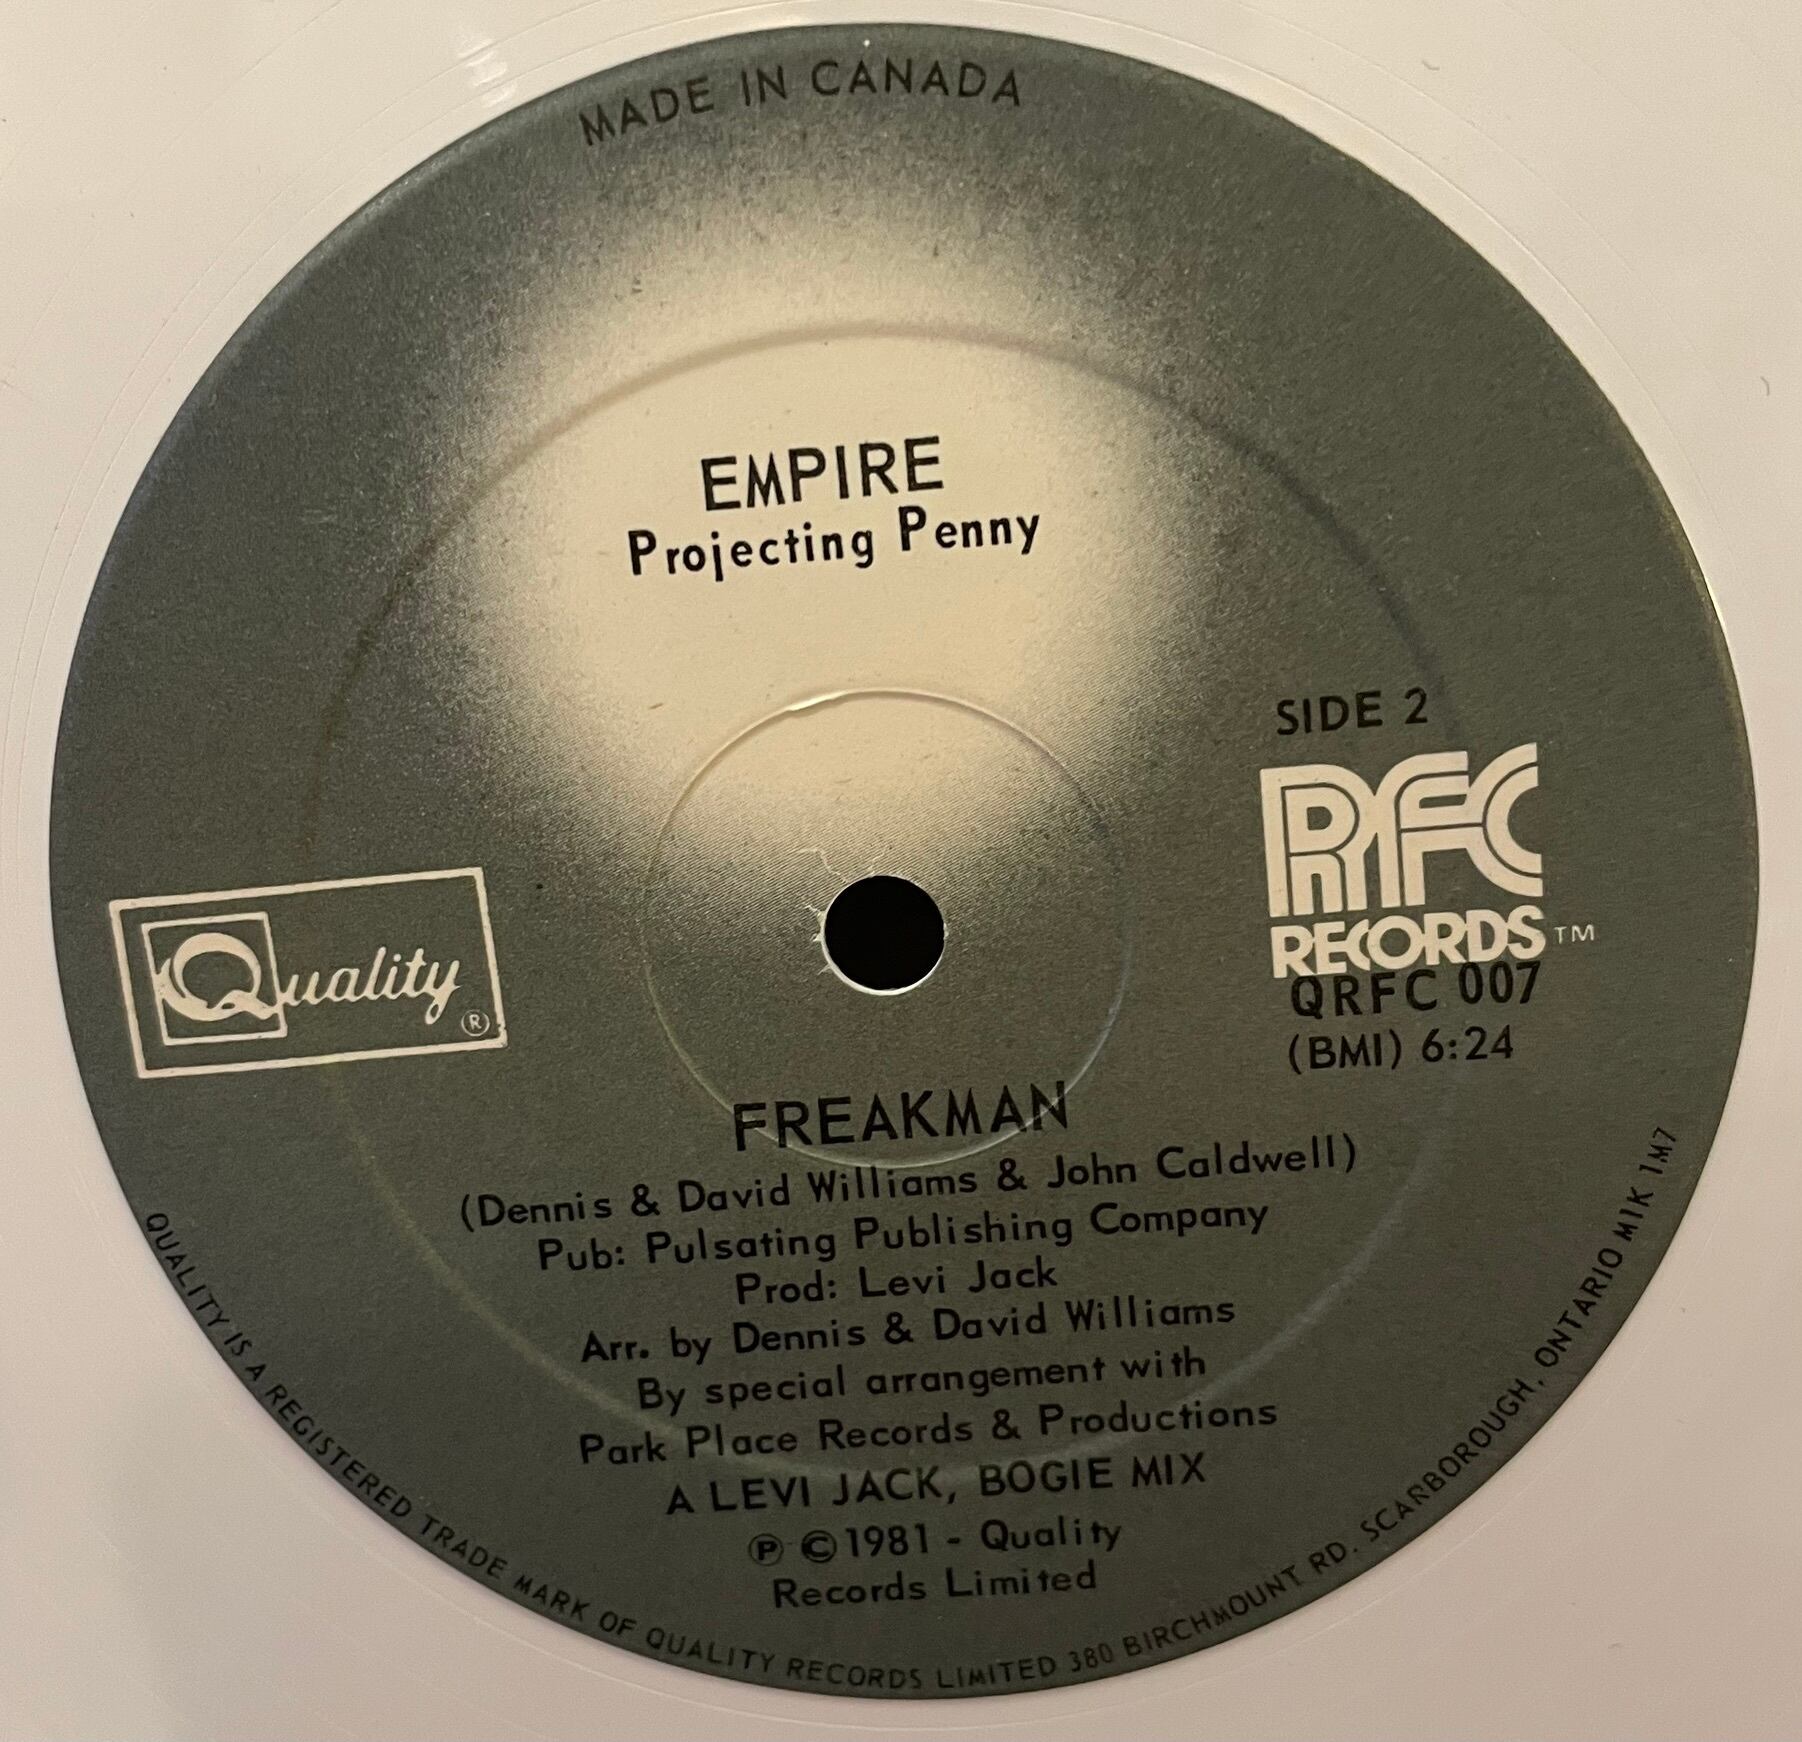 MADE IN CANADA
EMPIRE
Projecting Penny
SIDE 2
RFC
RECORDS™
QRFC 007
(BMI) 6:24
Quality®
FREAKMAN
(Dennis & David Williams & John Caldwell)
Pub: Pulsating Publishing Company
Prod: Levi Jack
Arr. by Dennis & David Williams
By special arrangement with
Park Place Records & Productions
A LEVI JACK, BOGIE MIX
℗ ©1981 - Quality
Records Limited
QUALITY IS A REGISTERED TRADE MARK OF QUALITY RECORDS LIMITED 380 BIRCHMOUNT RD. SCARBOROUGH, ONTARIO M1K 1M7